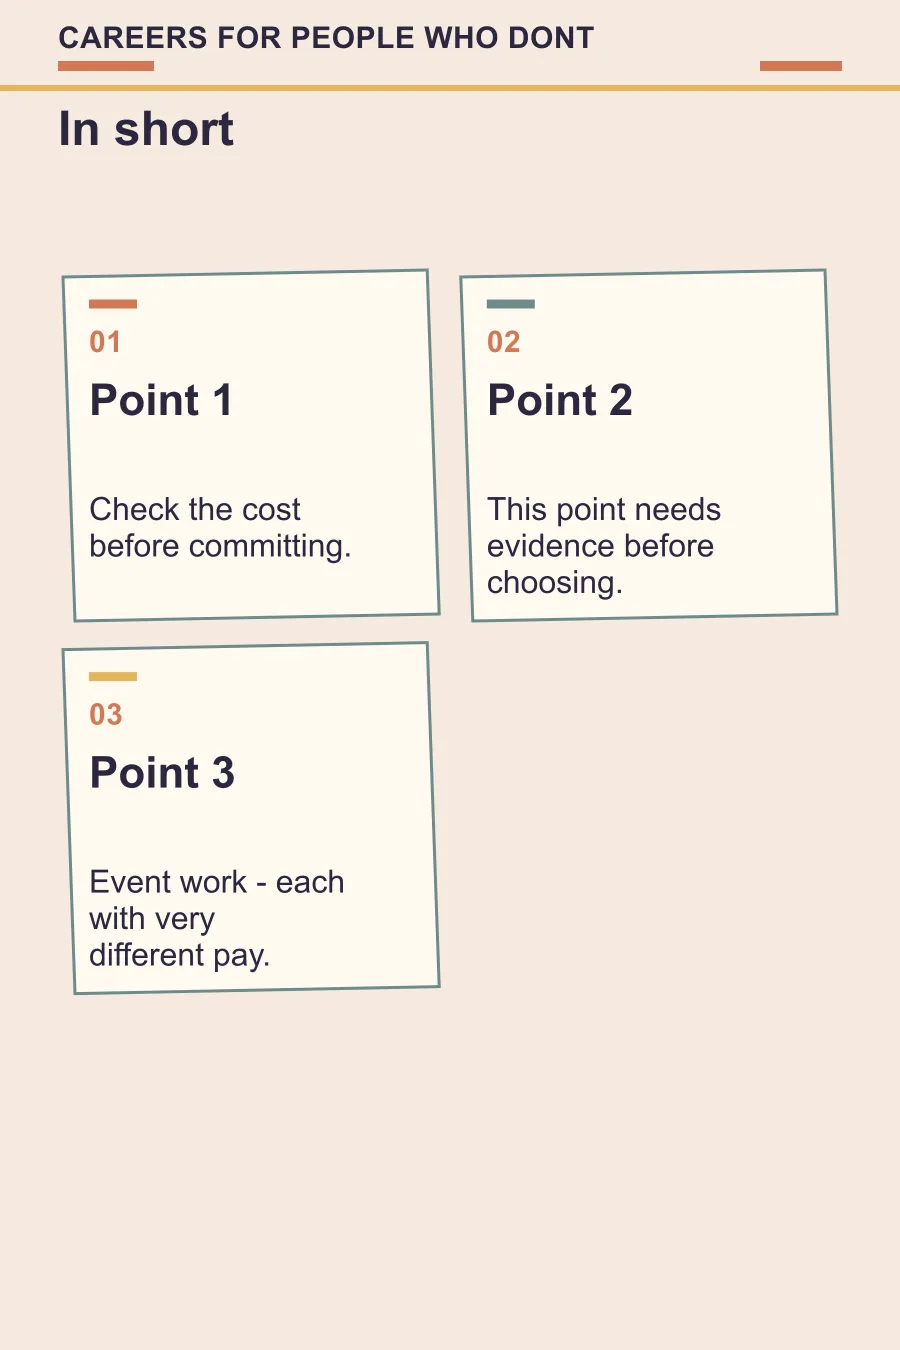 CAREERS FOR PEOPLE WHO DONT
In short
01
Point 1
Check the cost
before committing.
02
Point 2
This point needs
evidence before
choosing.
03
Point 3
Event work - each
with very
different pay.